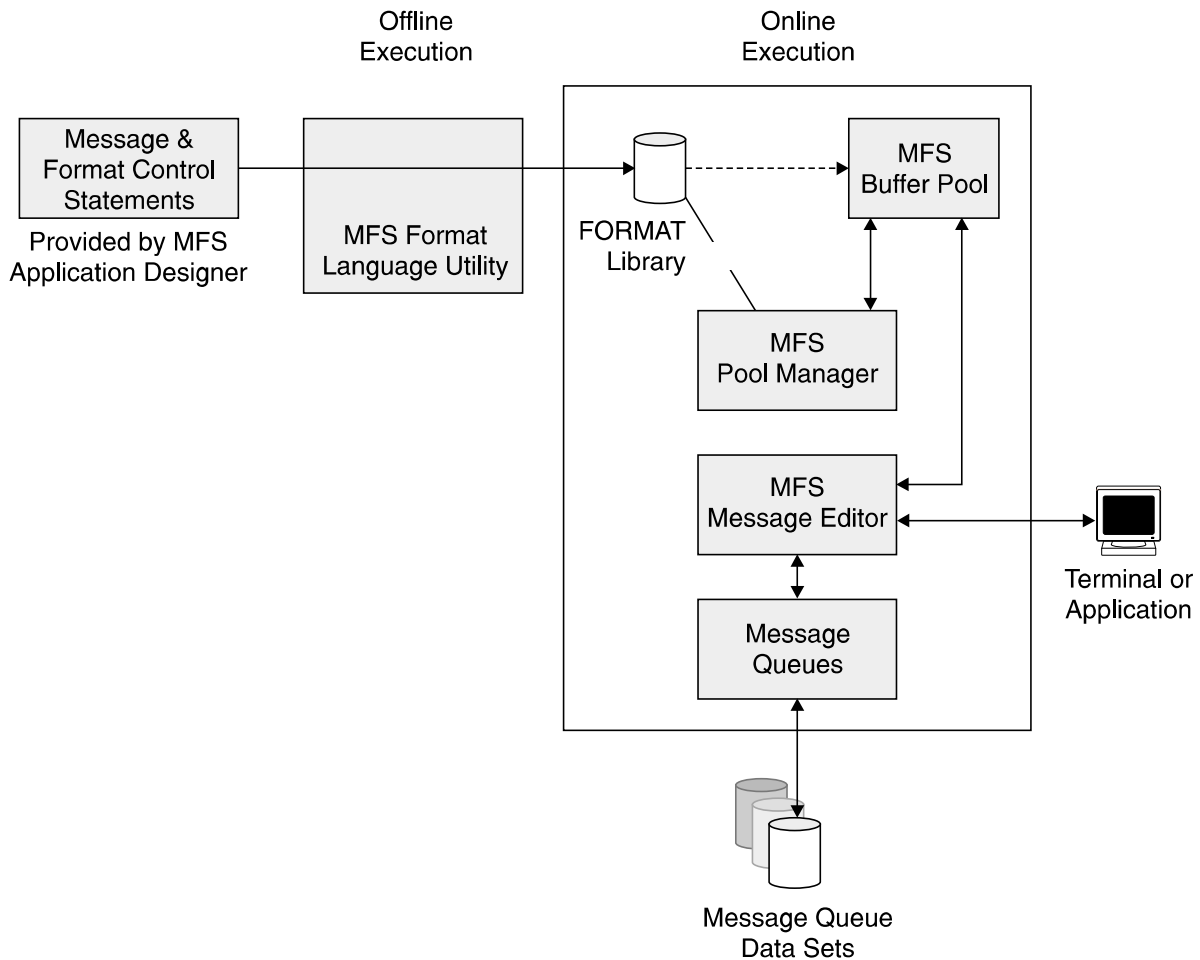 Offline
Execution
Online
Execution
Message &
Format Control
Statements
Provided by MFS
Application Designer
MFS Format
Language Utility
FORMAT
Library
MFS
Buffer Pool
MFS
Pool Manager
MFS
Message Editor
Terminal or
Application
Message
Queues
Message Queue
Data Sets